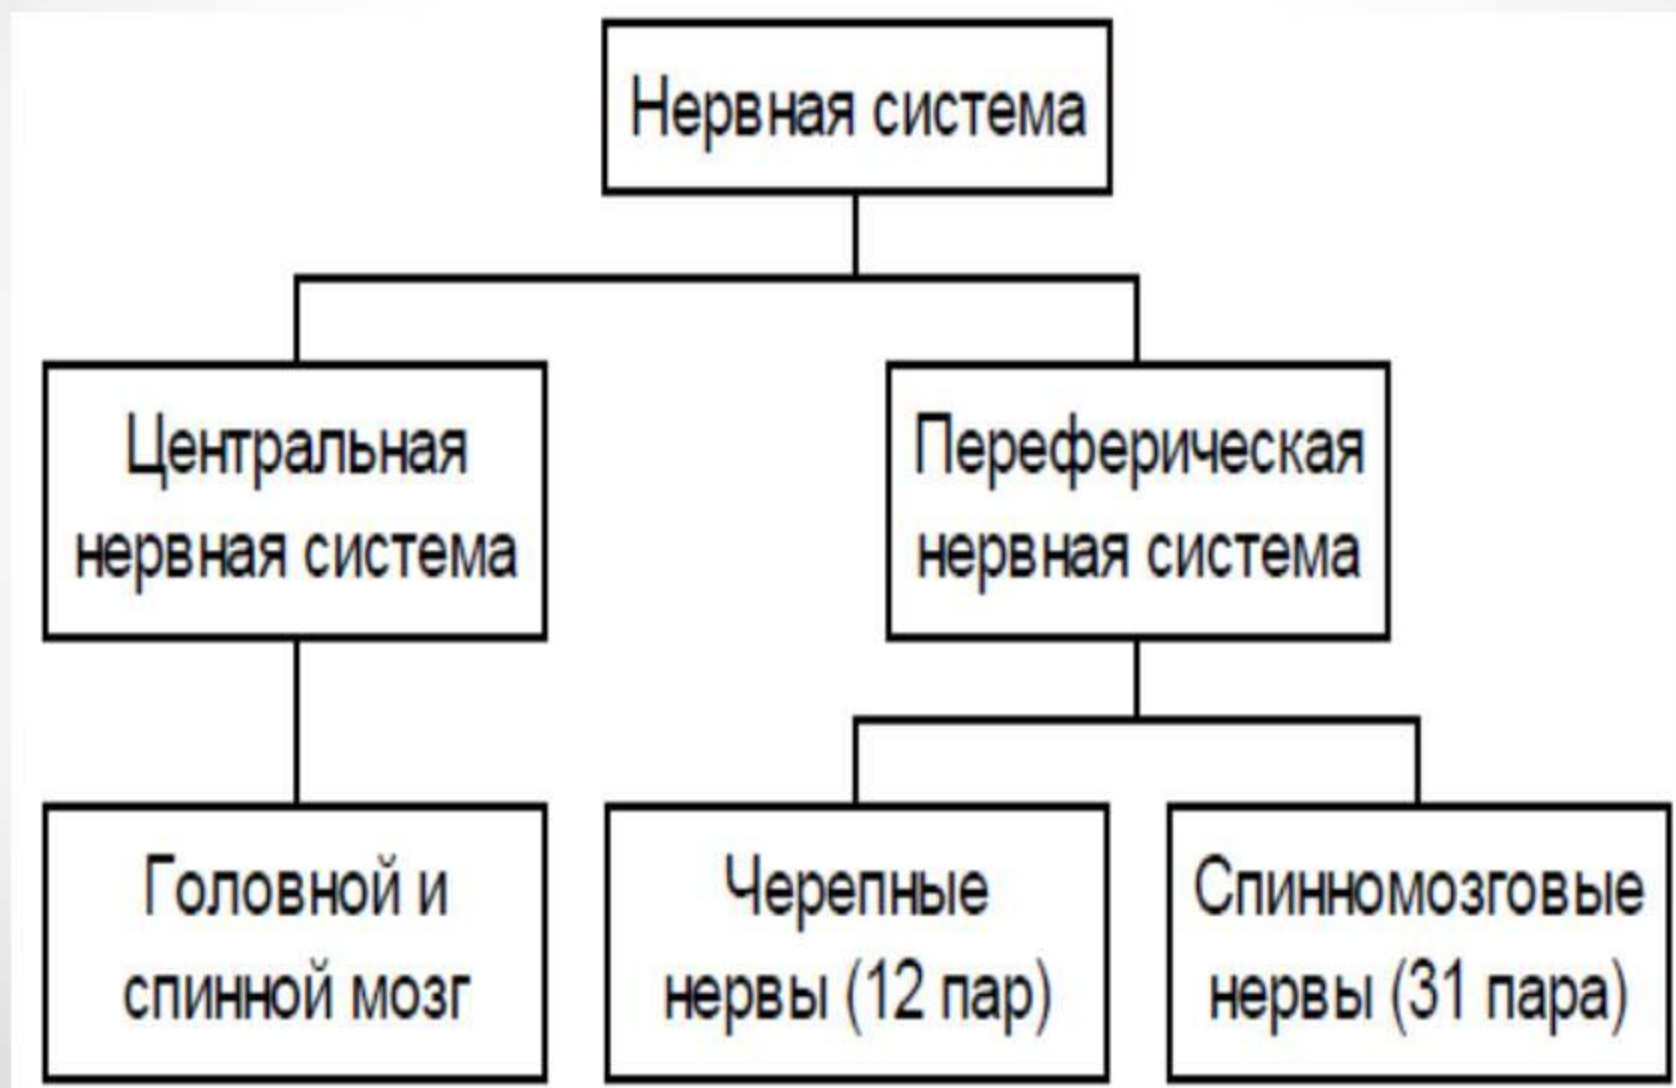 Нервная система
Центральная
нервная система
Переферическая
нервная система
Головной и
спинной мозг
Черепные
нервы (12 пар)
Спинномозговые
нервы (31 пара)